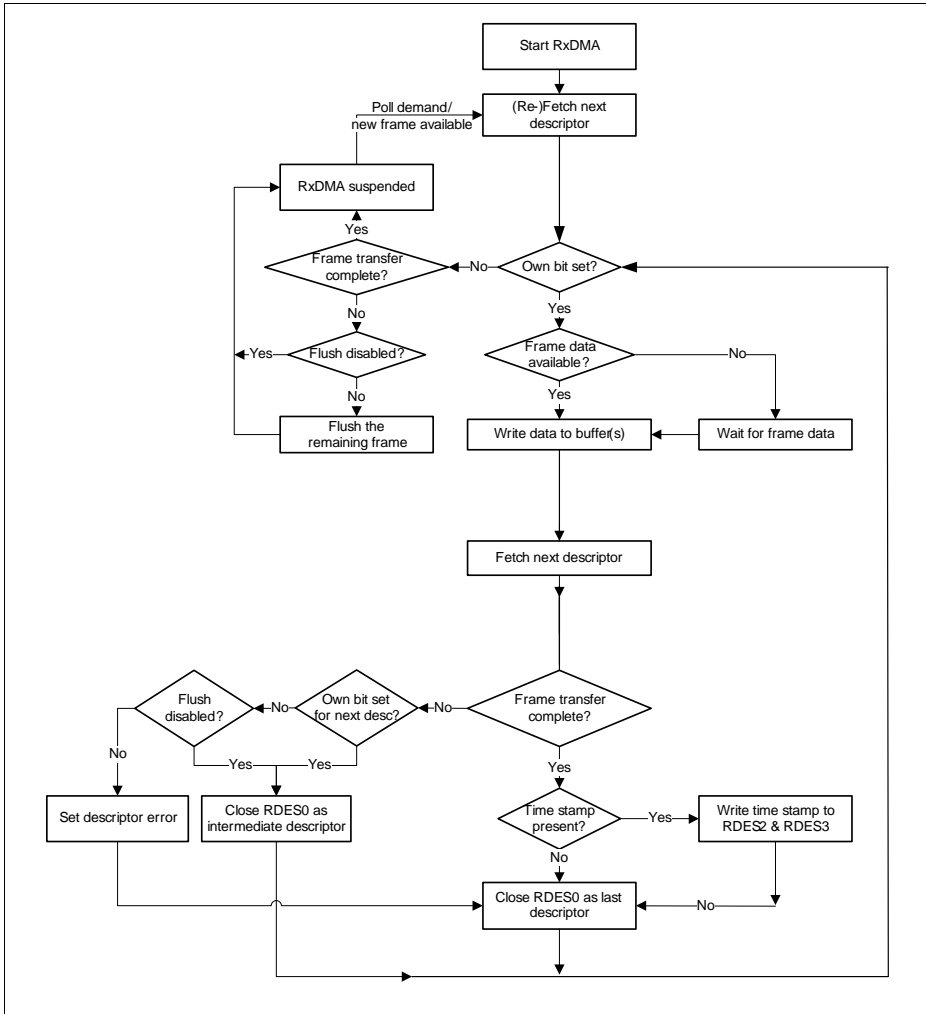 Start RxDMA
Poll demand/
new frame available
(Re-)Fetch next
descriptor
RxDMA suspended
Yes
Frame transfer
complete?
No
Own bit set?
No
Yes
Yes
Flush disabled?
Frame data
available?
No
No
Yes
Flush the
remaining frame
Write data to buffer(s)
Wait for frame data
Fetch next descriptor
Flush
disabled?
No
Own bit set
for next desc?
No
Frame transfer
complete?
No
Yes
Yes
Yes
Set descriptor error
Close RDES0 as
intermediate descriptor
Time stamp
present?
Yes
Write time stamp to
RDES2 & RDES3
No
Close RDES0 as last
descriptor
No